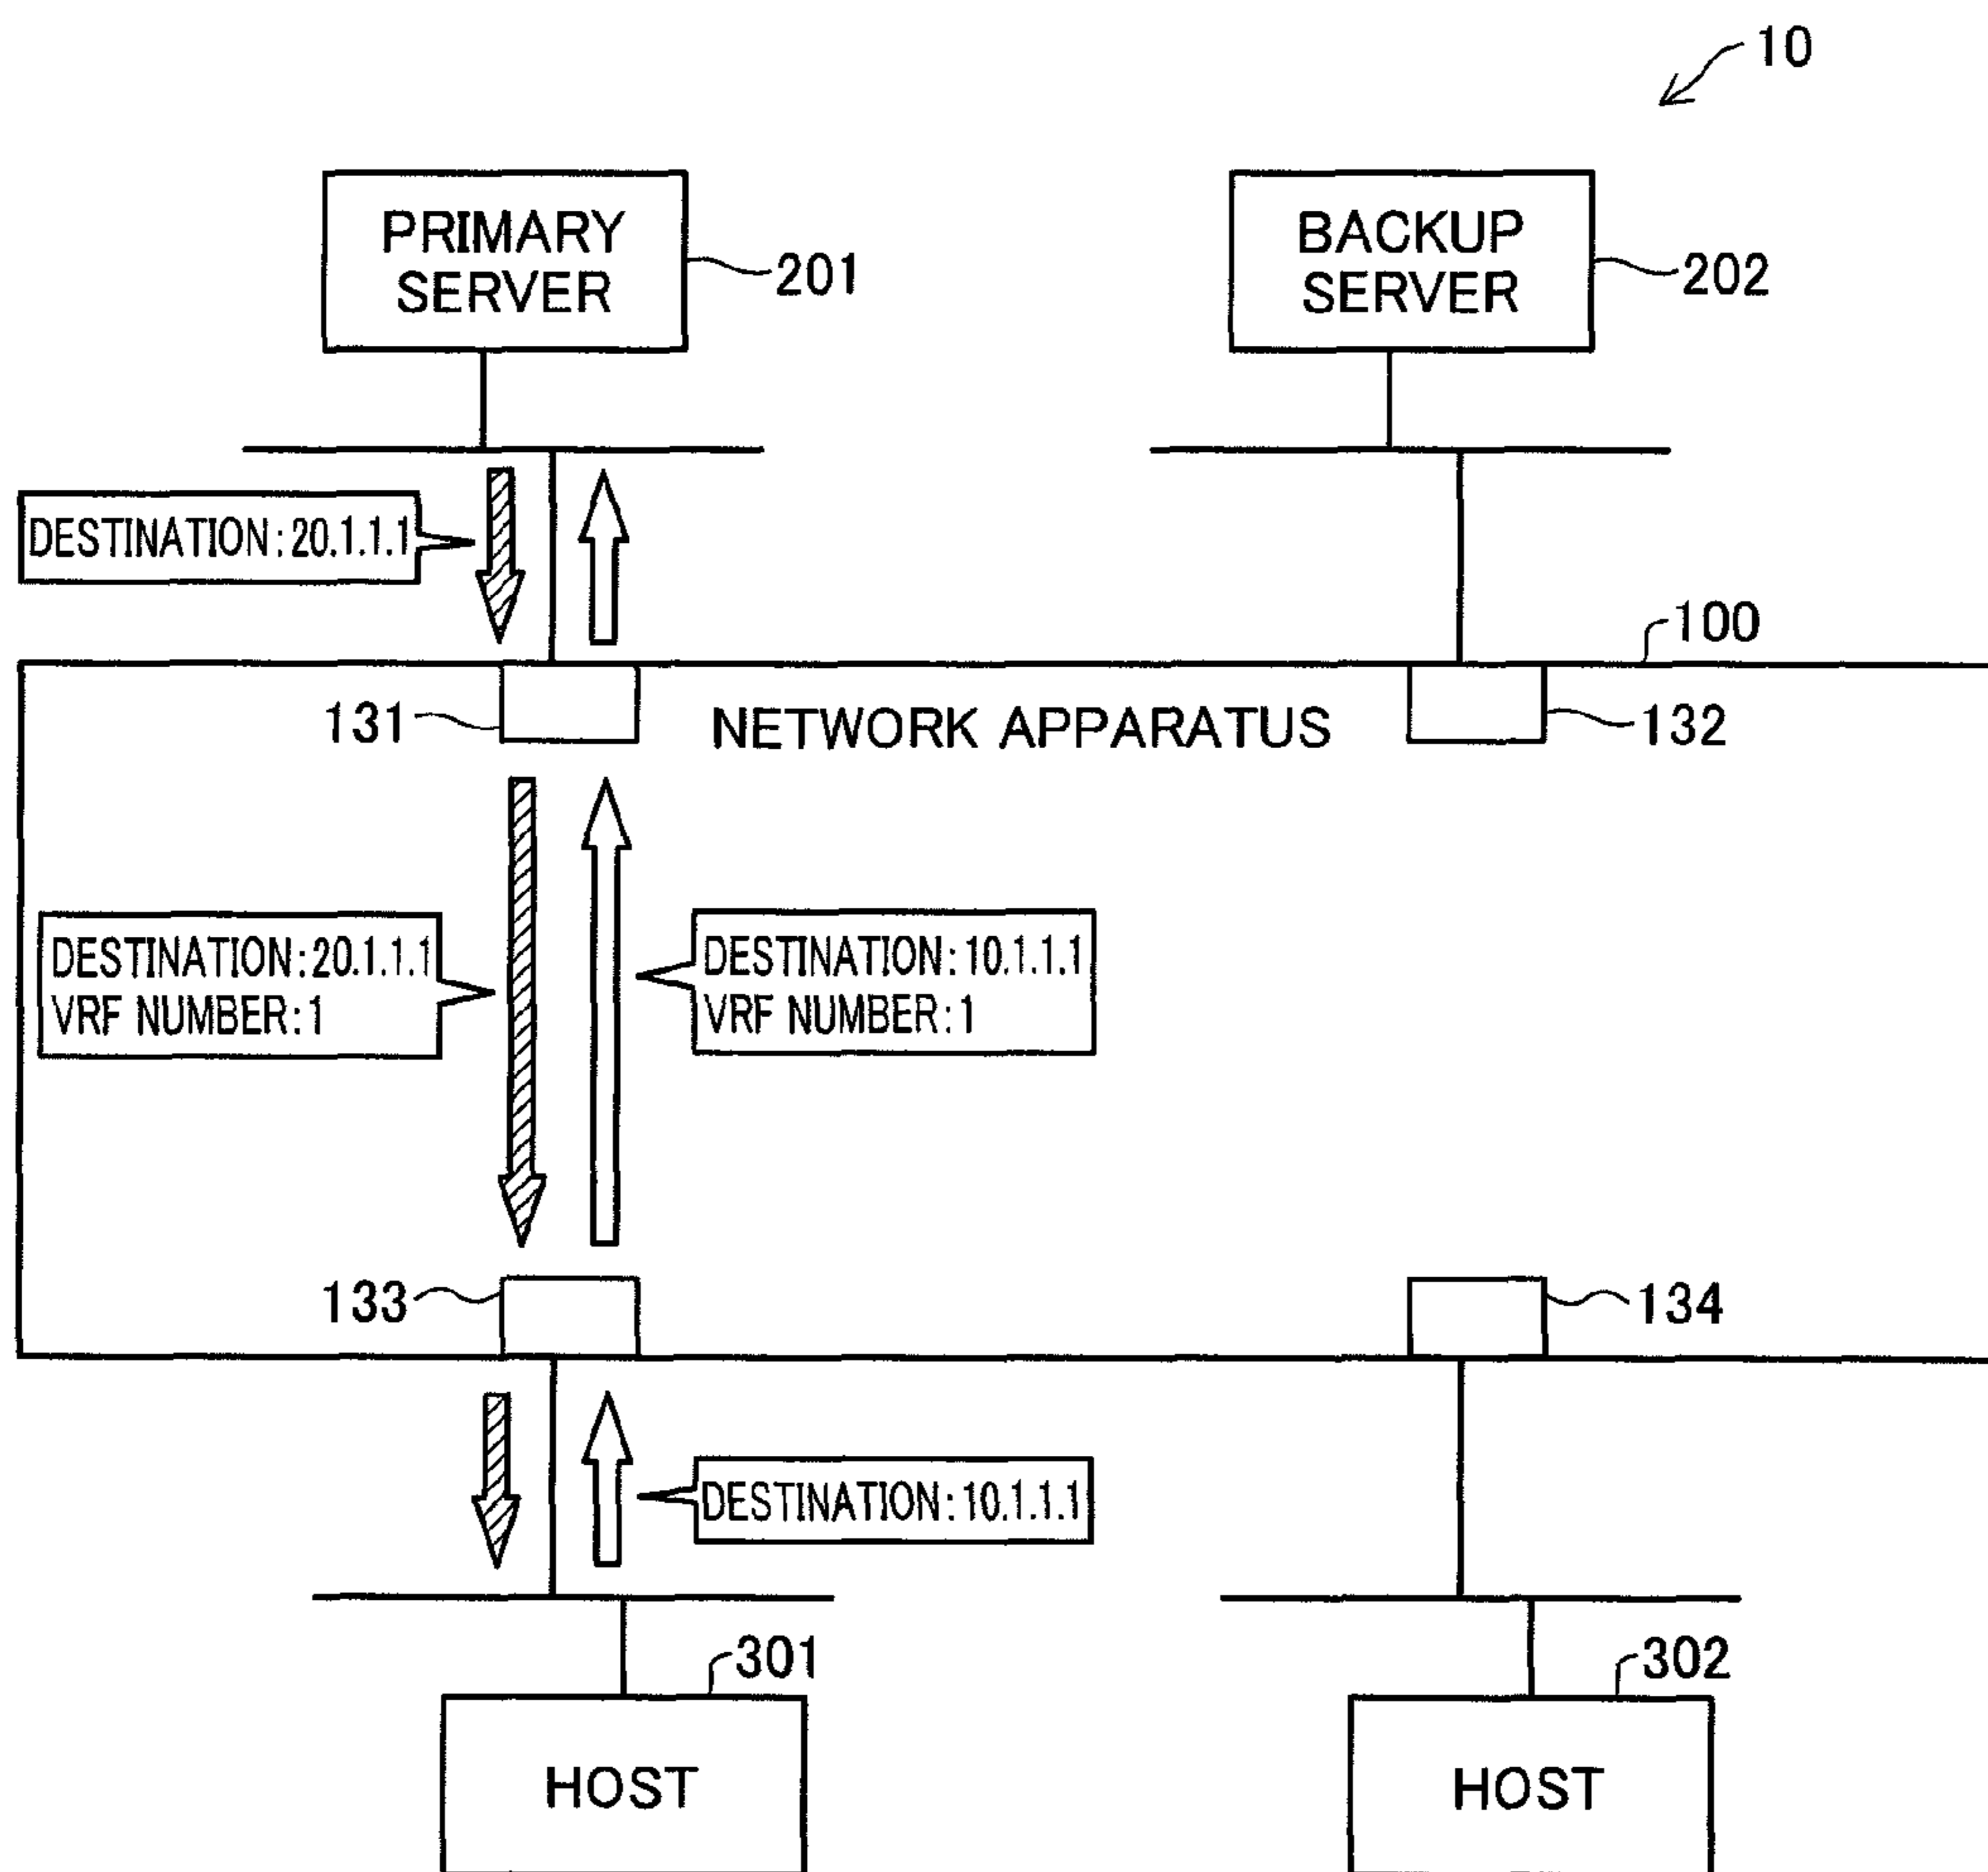 10
PRIMARY
SERVER
201
BACKUP
SERVER
202
DESTINATION:20.1.1.1
100
131
NETWORK APPARATUS
132
DESTINATION:20.1.1.1
VRF NUMBER:1
DESTINATION:10.1.1.1
VRF NUMBER:1
133
134
DESTINATION:10.1.1.1
301
HOST
302
HOST